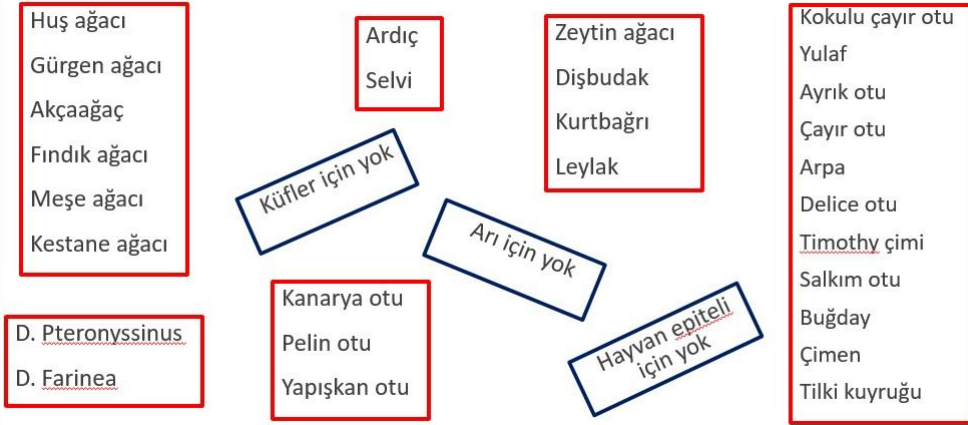 Huş ağacı
Gürgen ağacı
Akçaağaç
Fındık ağacı
Meşe ağacı
Kestane ağacı
D. Pteronyssinus
D. Farinea
Ardıç
Selvi
Küfler için yok
Kanarya otu
Pelin otu
Yapışkan otu
Arı için yok
Zeytin ağacı
Dişbudak
Kurtbağrı
Leylak
Hayvan epiteli
için yok
Kokulu çayır otu
Yulaf
Ayrık otu
Çayır otu
Arpa
Delice otu
Timothy çimi
Salkım otu
Buğday
Çimen
Tilki kuyruğu